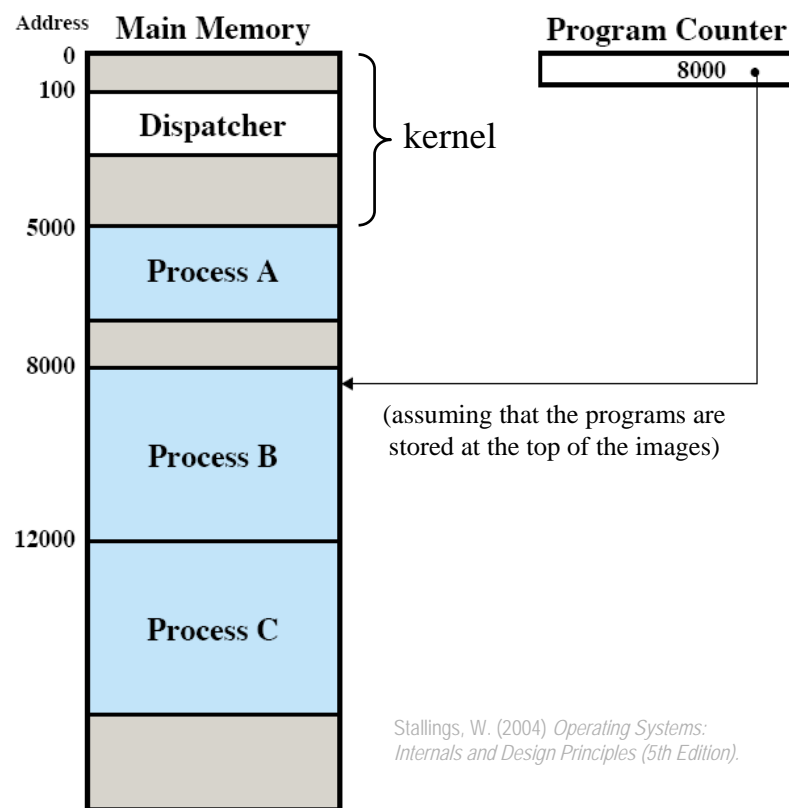 Address
Main Memory
Program Counter
0
8000
100
Dispatcher
kernel
5000
Process A
8000
(assuming that the programs are
stored at the top of the images)
Process B
12000
Process C
Stallings, W. (2004) Operating Systems:
Internals and Design Principles (5th Edition).